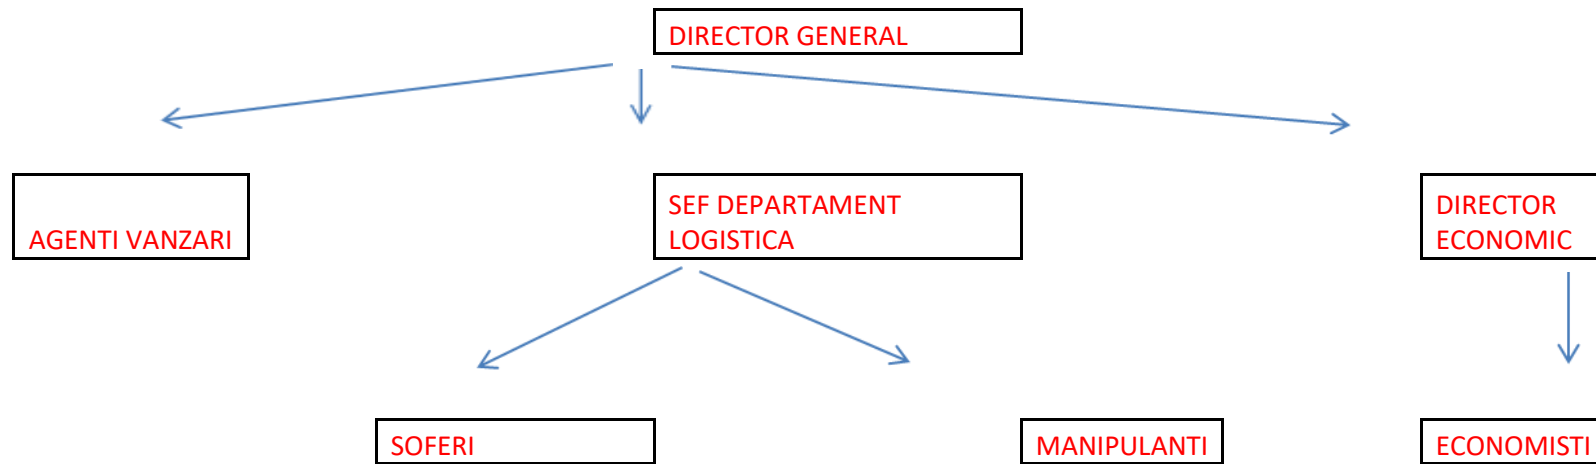 DIRECTOR GENERAL
AGENTI VANZARI
SEF DEPARTAMENT
LOGISTICA
DIRECTOR
ECONOMIC
SOFERI
MANIPULANTI
ECONOMISTI